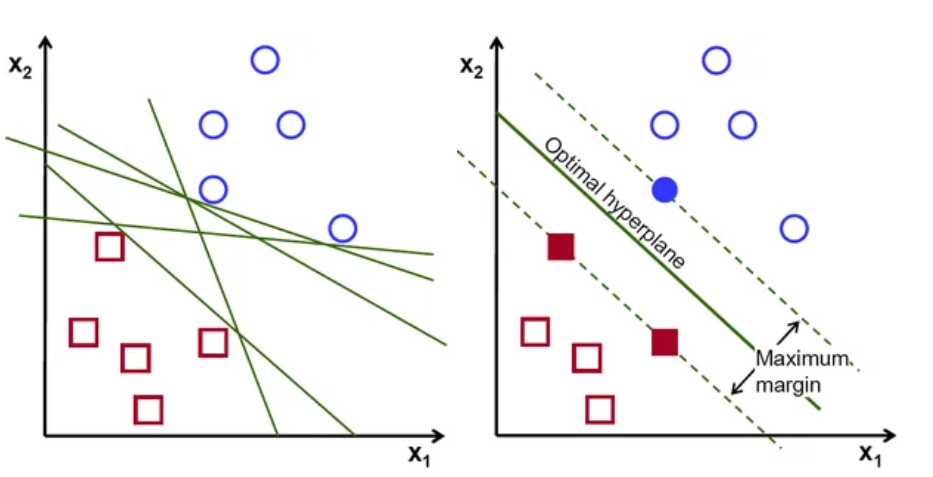 x2
x1
x2
Optimal hyperplane
Maximum
margin
x1